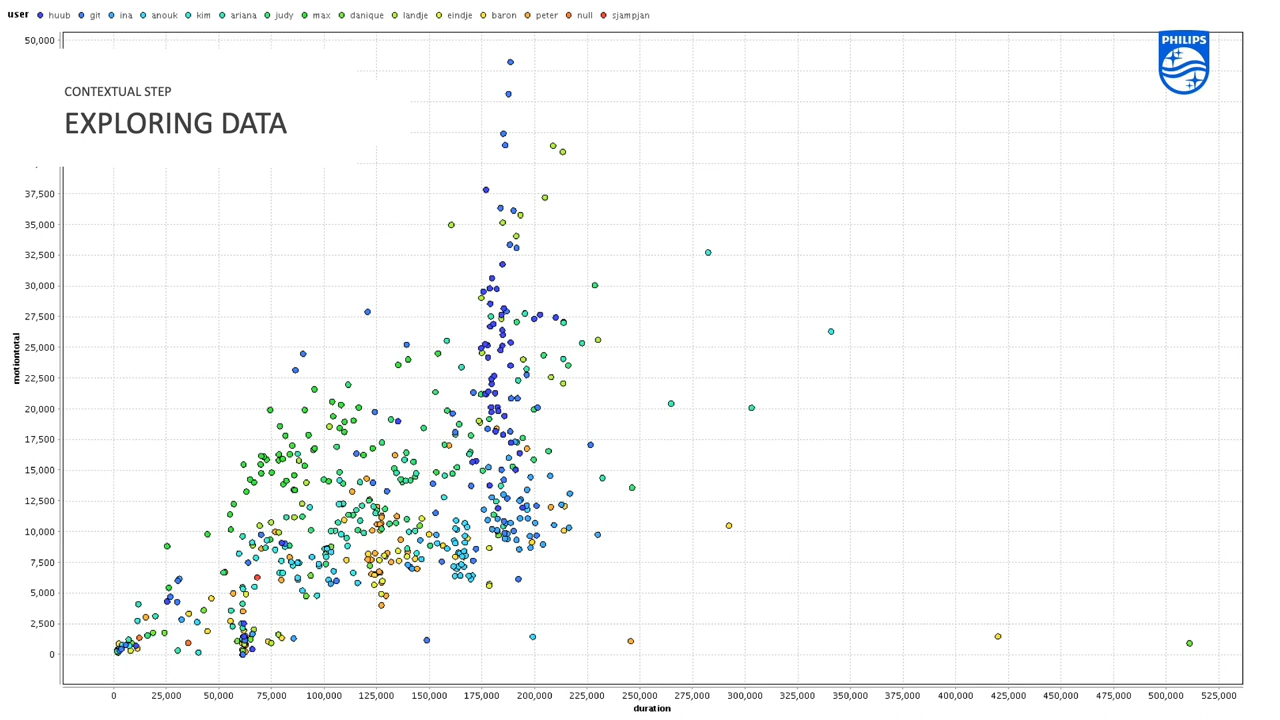 user huub git ina anouk kim ariana judy max danique landje eindje baron peter null sjampjan
50,000
PHILIPS
CONTEXTUAL STEP
EXPLORING DATA
37,500
35,000
32,500
30,000
27,500
25,000
22,500
20,000
17,500
15,000
12,500
10,000
7,500
5,000
2,500
0
motiontotal
0 25,000 50,000 75,000 100,000 125,000 150,000 175,000 200,000 225,000 250,000 275,000 300,000 325,000 350,000 375,000 400,000 425,000 450,000 475,000 500,000 525,000
duration